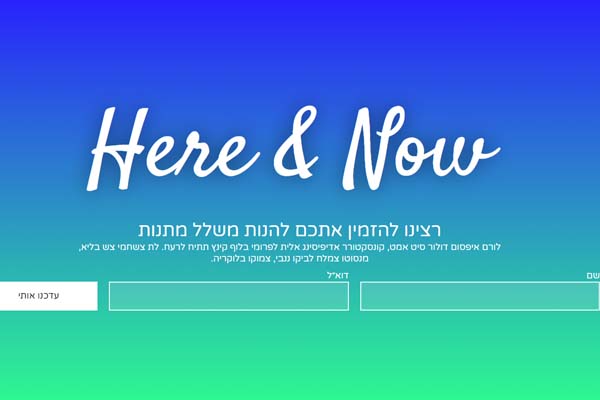 Here & Now
רצינו להזמין אתכם להנות משלל מתנות
לורם איפסום דולור סיט אמט, קונסקטורר אדיפיסינג אלית לפרומי בלוף קינץ תתיח לרעח. לת צשחמי צש בליא,
מנסוטו צמלח לביקו ננבי, צמוקו בלוקריה.
שם
דוא״ל
עדכנו אותי